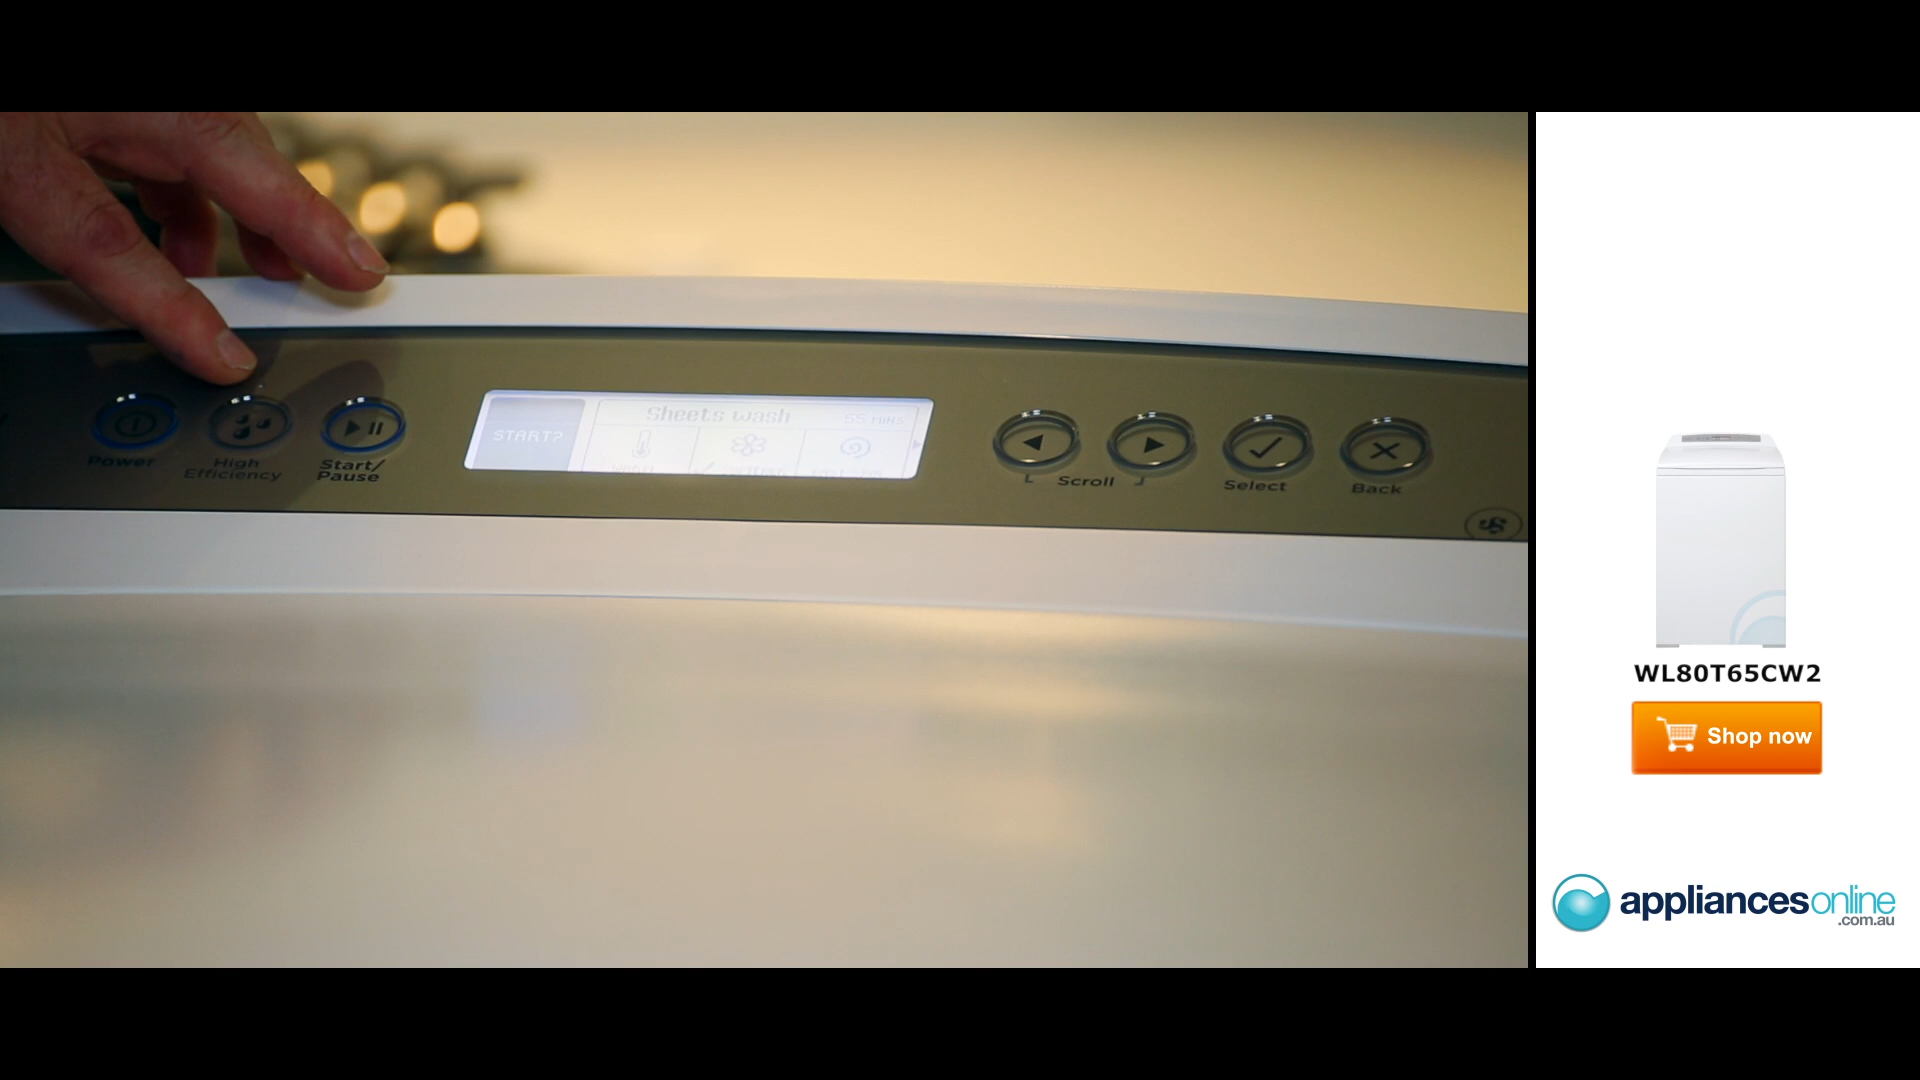 Sheets wash 55 MINS
START?
Power
High
Efficiency
Start/
Pause
Scroll
Select
Back
WL80T65CW2
Shop now
appliancesonline
.com.au